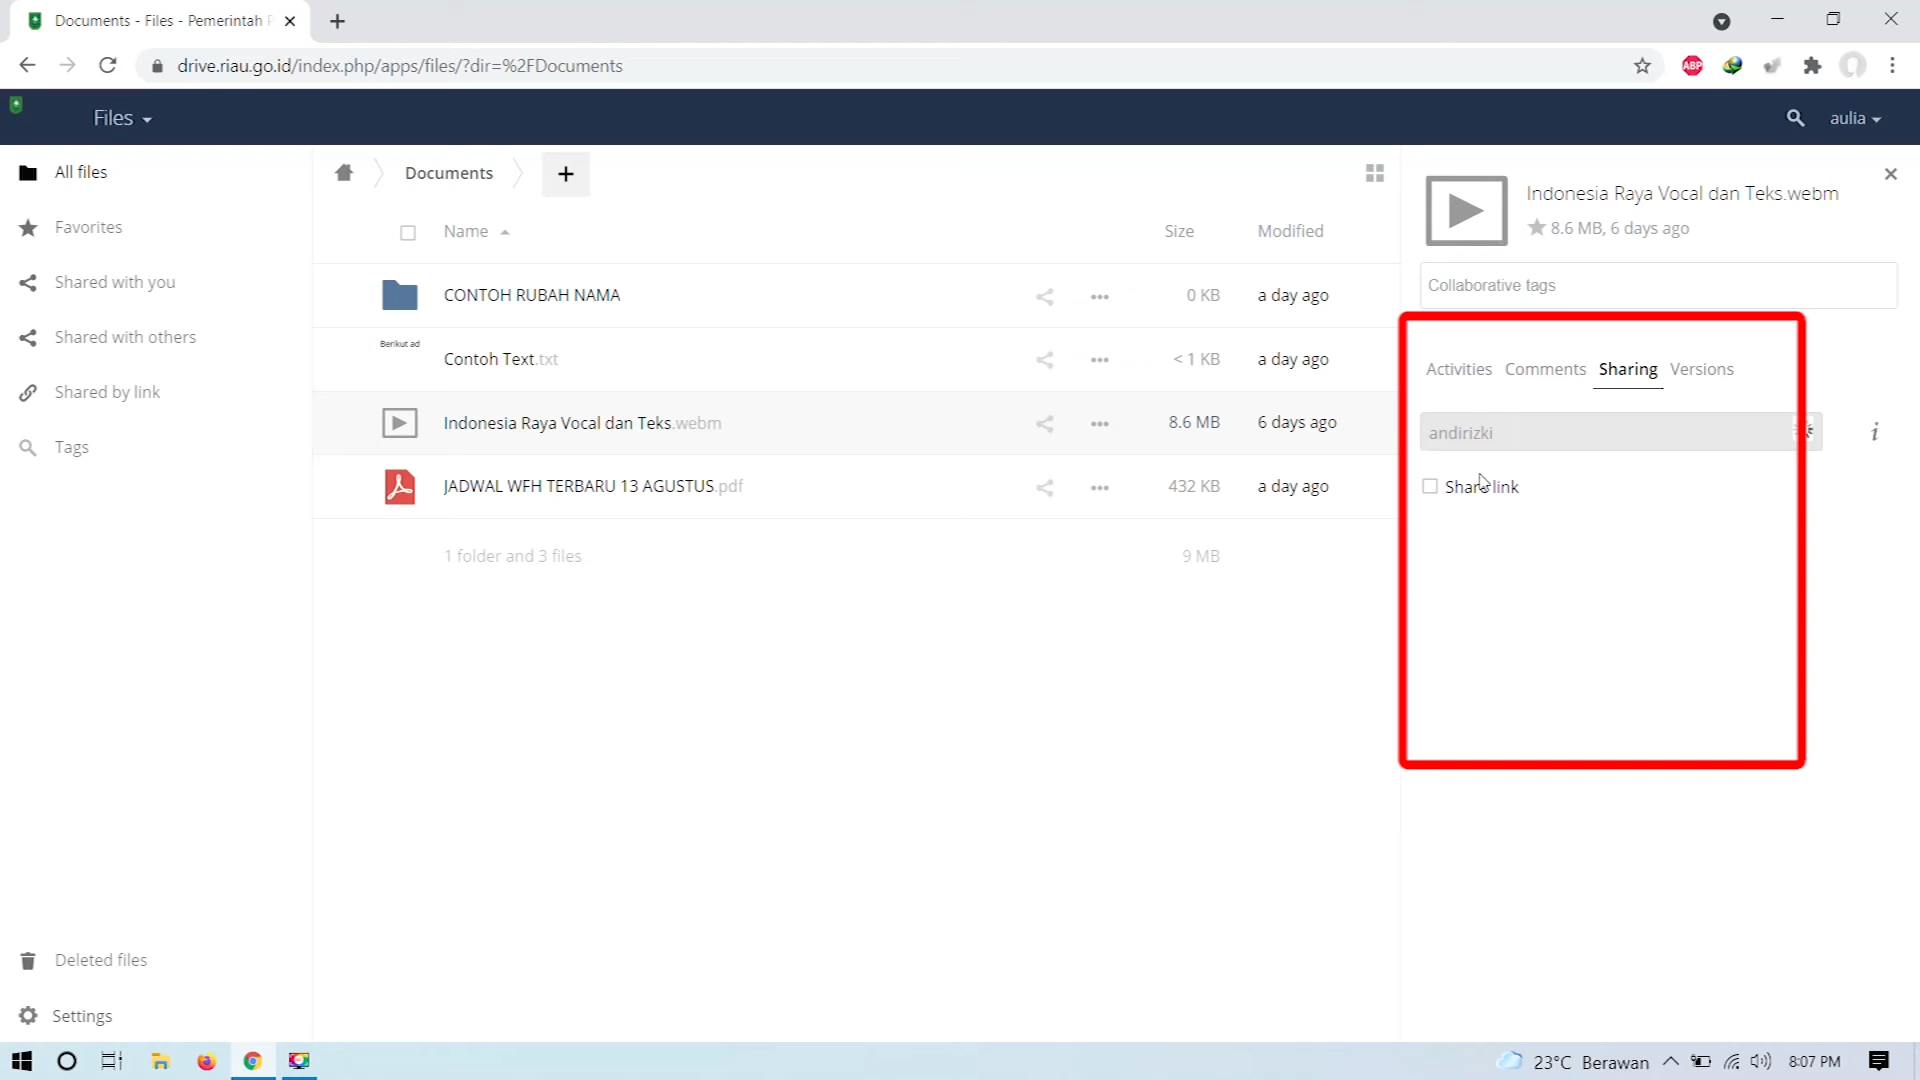 Documents - Files - Pemerintah P
drive.riau.go.id/index.php/apps/files/?dir=%2FDocuments
ABP
Files
aulia
All files
Favorites
Shared with you
Shared with others
Shared by link
Tags
Deleted files
Settings
Documents
+
Name Size Modified
CONTOH RUBAH NAMA 0 KB a day ago
Berikut ad
Contoh Text.txt < 1 KB a day ago
Indonesia Raya Vocal dan Teks.webm 8.6 MB 6 days ago
JADWAL WFH TERBARU 13 AGUSTUS.pdf 432 KB a day ago
1 folder and 3 files 9 MB
Indonesia Raya Vocal dan Teks.webm
8.6 MB, 6 days ago
Collaborative tags
Activities Comments Sharing Versions
andirizki
i
Share link
23°C Berawan 8:07 PM